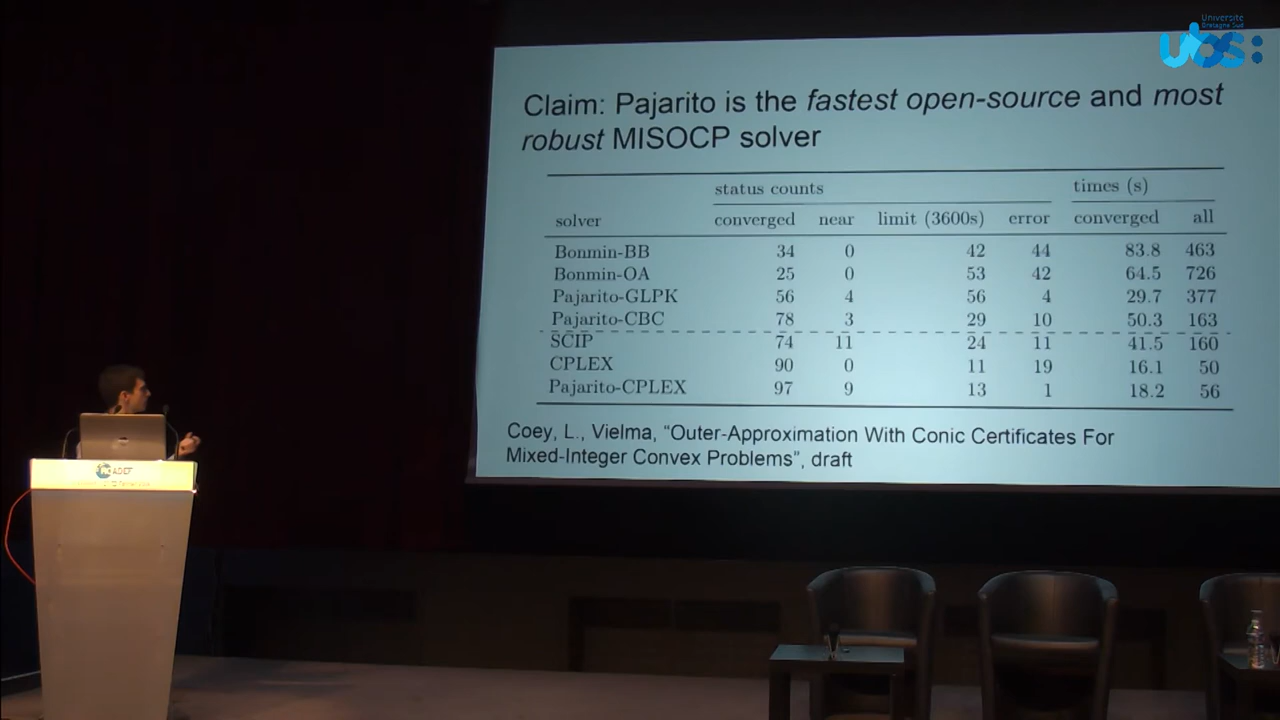 Université
Bretagne Sud
ubs:
Claim: Pajarito is the fastest open-source and most
robust MISOCP solver
status counts times (s)
solver converged near limit (3600s) error converged all
Bonmin-BB 34 0 42 44 83.8 463
Bonmin-OA 25 0 53 42 64.5 726
Pajarito-GLPK 56 4 56 4 29.7 377
Pajarito-CBC 78 3 29 10 50.3 163
SCIP 74 11 24 11 41.5 160
CPLEX 90 0 11 19 16.1 50
Pajarito-CPLEX 97 9 13 1 18.2 56
Coey, L., Vielma, “Outer-Approximation With Conic Certificates For
Mixed-Integer Convex Problems”, draft